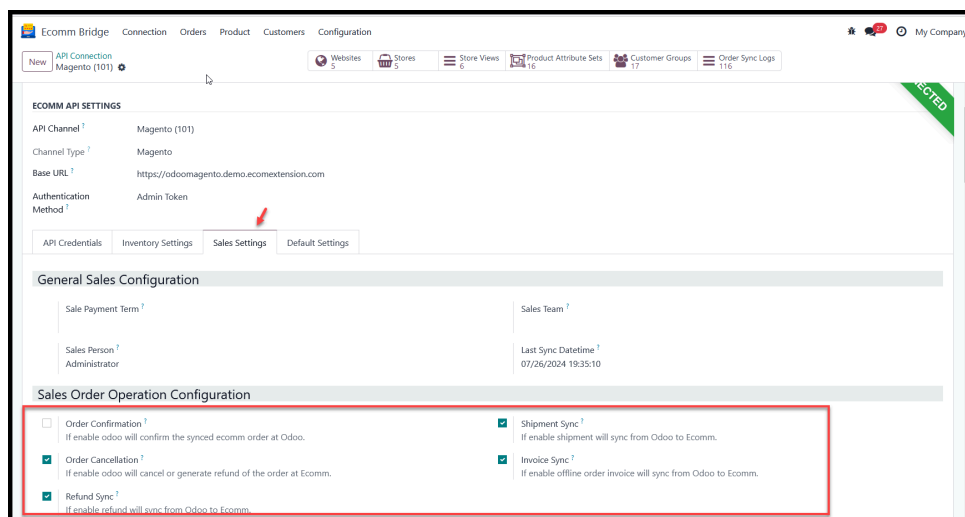 Ecomm Bridge Connection Orders Product Customers Configuration 27 My Company
New API Connection Websites 5 Stores 5 Store Views 6 Product Attribute Sets 16 Customer Groups 17 Order Sync Logs 116
Magento (101)
ECOMM API SETTINGS
API Channel ? Magento (101)
Channel Type ? Magento
Base URL ? https://odoomagento.demo.ecomextension.com
Authentication Method ? Admin Token
API Credentials Inventory Settings Sales Settings Default Settings
General Sales Configuration
Sale Payment Term ? Sales Team ?
Sales Person ? Last Sync Datetime ?
Administrator 07/26/2024 19:35:10
Sales Order Operation Configuration
Order Confirmation ? Shipment Sync ?
If enable odoo will confirm the synced ecomm order at Odoo. If enable shipment will sync from Odoo to Ecomm.
Order Cancellation ? Invoice Sync ?
If enable odoo will cancel or generate refund of the order at Ecomm. If enable offline order invoice will sync from Odoo to Ecomm.
Refund Sync ?
If enable refund will sync from Odoo to Ecomm.